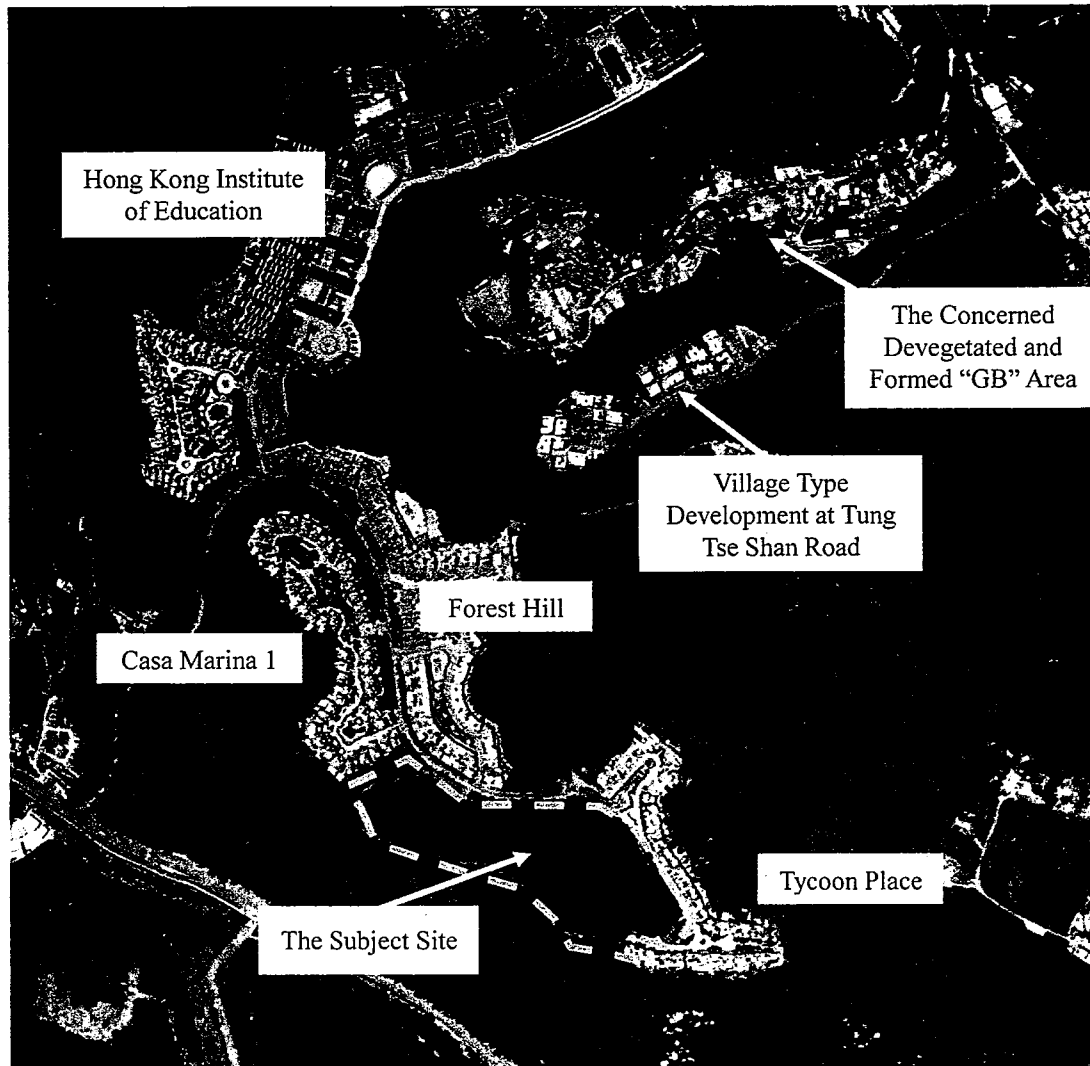 Hong Kong Institute
of Education
The Concerned
Devegetated and
Formed “GB” Area
Village Type
Development at Tung
Tse Shan Road
Forest Hill
Casa Marina 1
Tycoon Place
The Subject Site